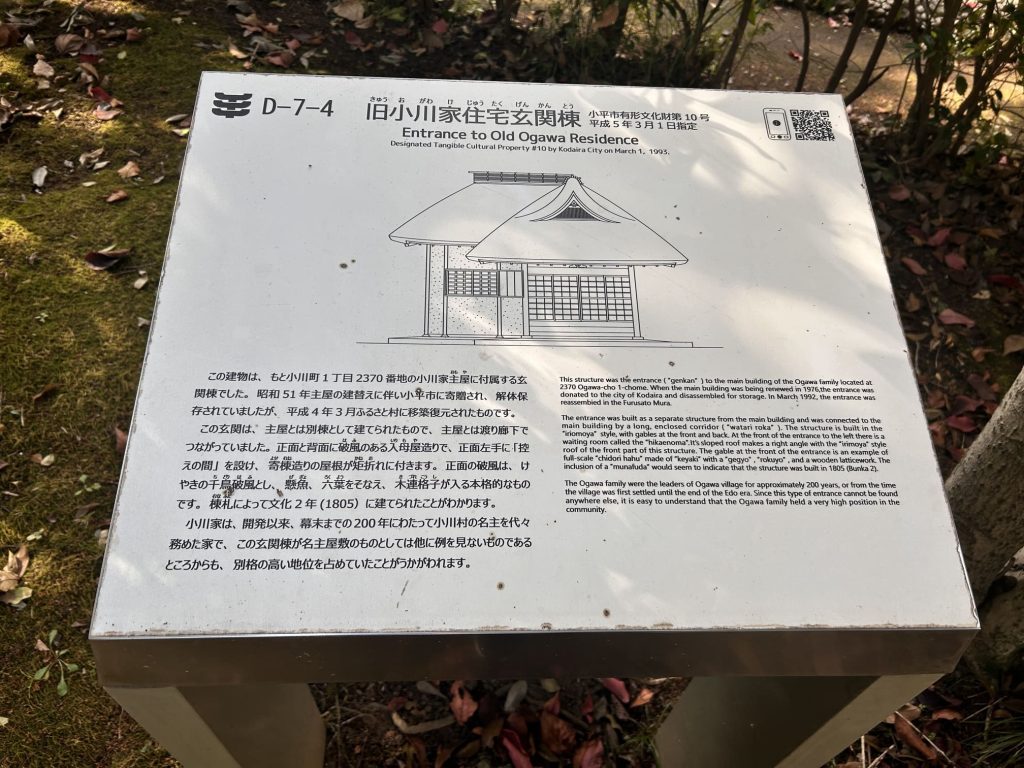 D-7-4
きゅう お がわ け じゅう たく げん かん とう
旧小川家住宅玄関棟
小平市有形文化財第10号
平成5年3月1日指定
Entrance to Old Ogawa Residence
Designated Tangible Cultural Property #10 by Kodaira City on March 1, 1993.
この建物は、もと小川町1丁目2370番地の小川家主屋に付属する玄
関棟でした。昭和51年主屋の建替えに伴い小平市に寄贈され、解体保
存されていましたが、平成4年3月ふるさと村に移築復元されたものです。
この玄関は、主屋とは別棟として建てられたもので、主屋とは渡り廊下で
つながっていました。正面と背面に破風のある入母屋造りで、正面左手に「控
えの間」を設け、寄棟造りの屋根が矩折れに付きます。正面の破風は、け
やきの千鳥破風とし、懸魚、六葉をそなえ、木連格子が入る本格的なもの
です。棟札によって文化2年(1805)に建てられたことがわかります。
小川家は、開発以来、幕末までの200年にわたって小川村の名主を代々
務めた家で、この玄関棟が名主屋敷のものとしては他に例を見ないものである
ところからも、別格の高い地位を占めていたことがうかがわれます。
This structure was the entrance ( "genkan" ) to the main building of the Ogawa family located at
2370 Ogawa-cho 1-chome. When the main building was being renewed in 1976,the entrance was
donated to the city of Kodaira and disassembled for storage. In March 1992, the entrance was
reassembled in the Furusato Mura.
The entrance was built as a separate structure from the main building and was connected to the
main building by a long, enclosed corridor ( "watari roka" ). The structure is built in the
"iriomoya" style, with gables at the front and back. At the front of the entrance to the left there is a
waiting room called the "hikaenoma".It's sloped roof makes a right angle with the "irimoya" style
roof of the front part of this structure. The gable at the front of the entrance is an example of
full-scale "chidori hahu" made of "keyaki" with a "gegyo" , "rokuyo" , and a wooden latticework. The
inclusion of a "munafuda" would seem to indicate that the structure was built in 1805 (Bunka 2).
The Ogawa family were the leaders of Ogawa village for approximately 200 years, or from the time
the village was first settled until the end of the Edo era. Since this type of entrance cannot be found
anywhere else, it is easy to understand that the Ogawa family held a very high position in the
community.